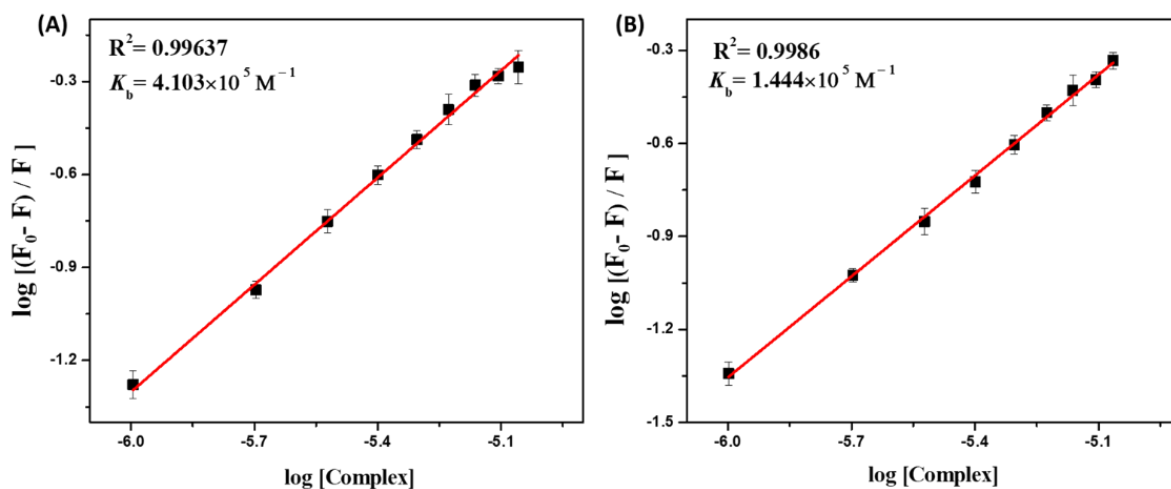 (A)
R²= 0.99637
K_b= 4.103×10⁵ M⁻¹
log [(F₀- F) / F ]
-0.3
-0.6
-0.9
-1.2
-6.0 -5.7 -5.4 -5.1
log [Complex]
(B)
R²= 0.9986
K_b= 1.444×10⁵ M⁻¹
log [(F₀- F) / F ]
-0.3
-0.6
-0.9
-1.2
-1.5
-6.0 -5.7 -5.4 -5.1
log [Complex]